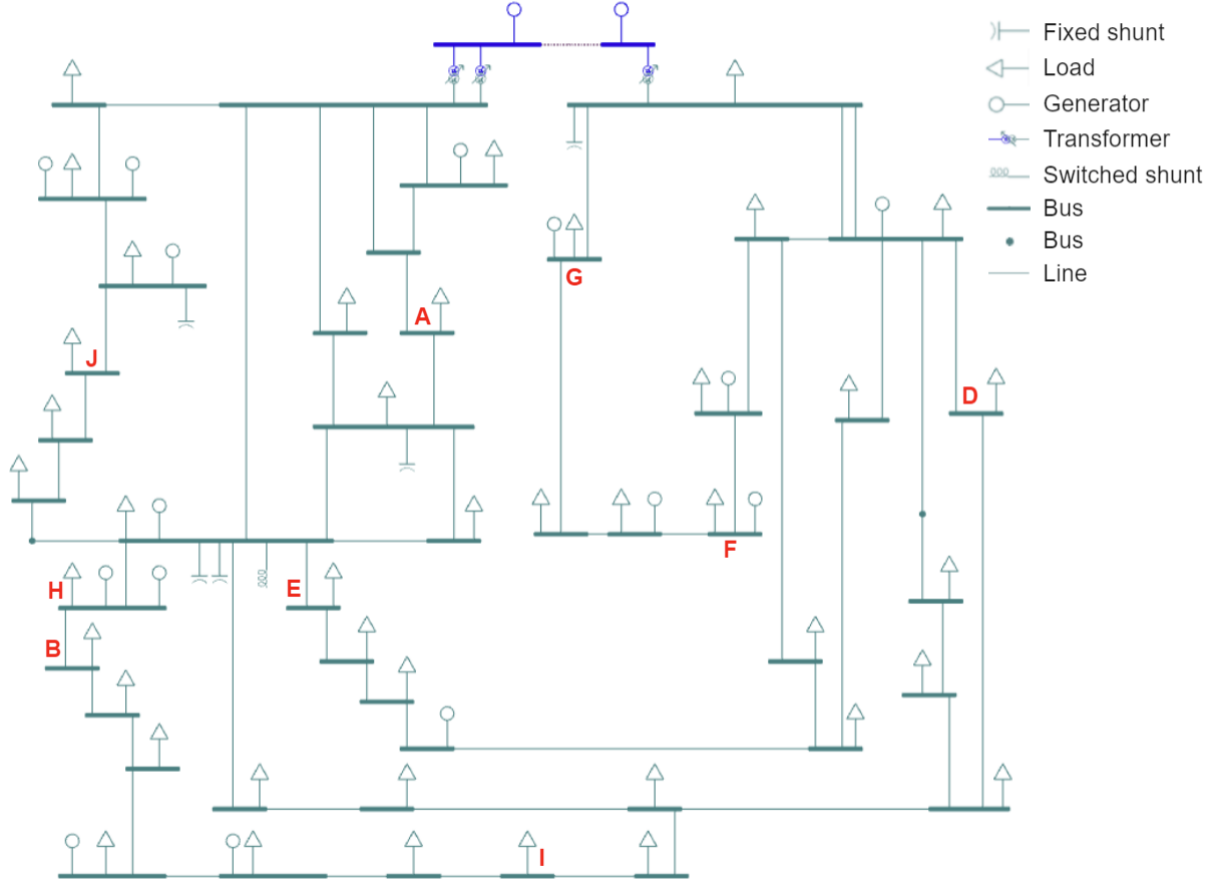 Fixed shunt
Load
Generator
Transformer
Switched shunt
Bus
Bus
Line
G
A
J
D
F
H
E
B
I